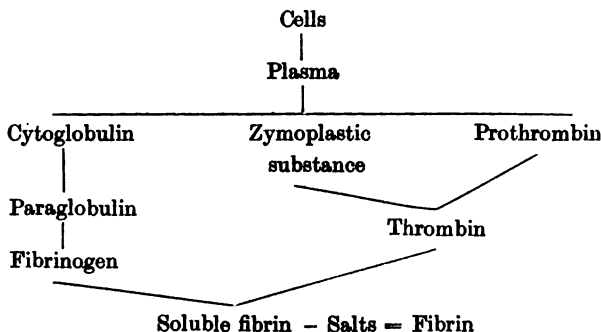 Cells
Plasma
Cytoglobulin Zymoplastic substance Prothrombin
Paraglobulin
Thrombin
Fibrinogen
Soluble fibrin – Salts = Fibrin